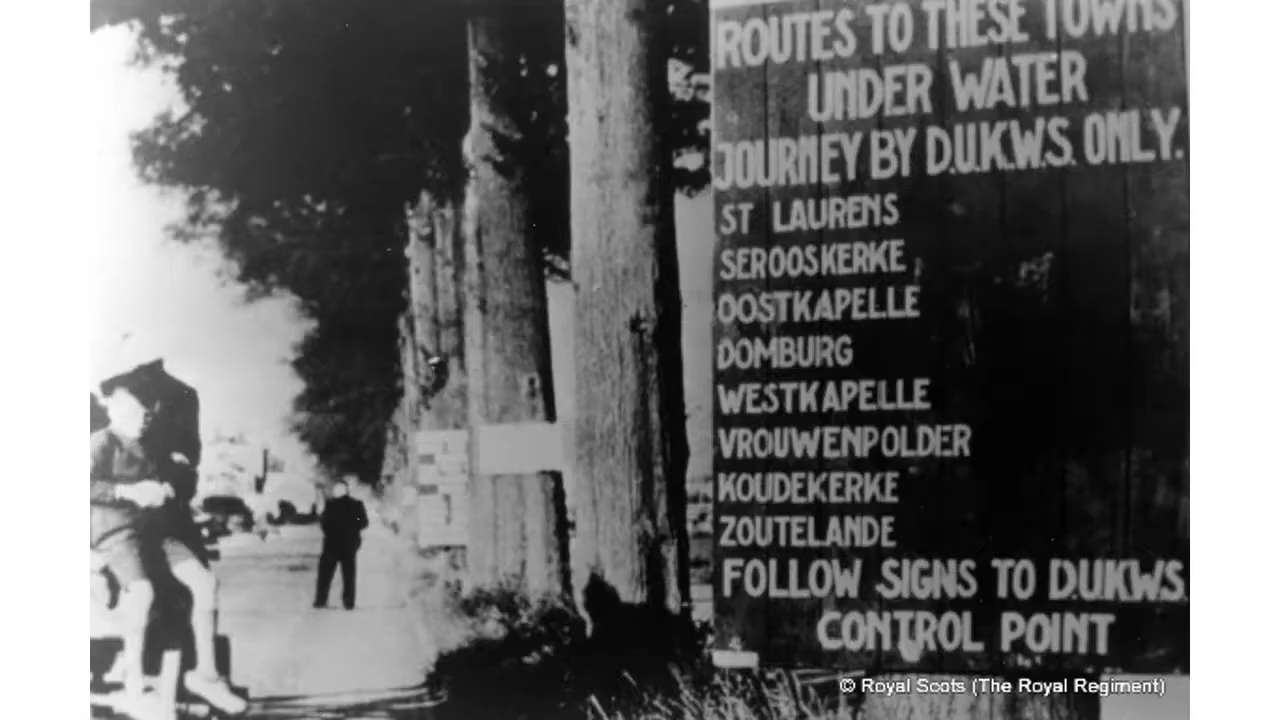 ROUTES TO THESE TOWNS
UNDER WATER
JOURNEY BY D.U.K.W.S. ONLY.
ST LAURENS
SEROOSKERKE
OOSTKAPELLE
DOMBURG
WESTKAPELLE
VROUWENPOLDER
KOUDEKERKE
ZOUTELANDE
FOLLOW SIGNS TO D.U.K.W.S.
CONTROL POINT
© Royal Scots (The Royal Regiment)